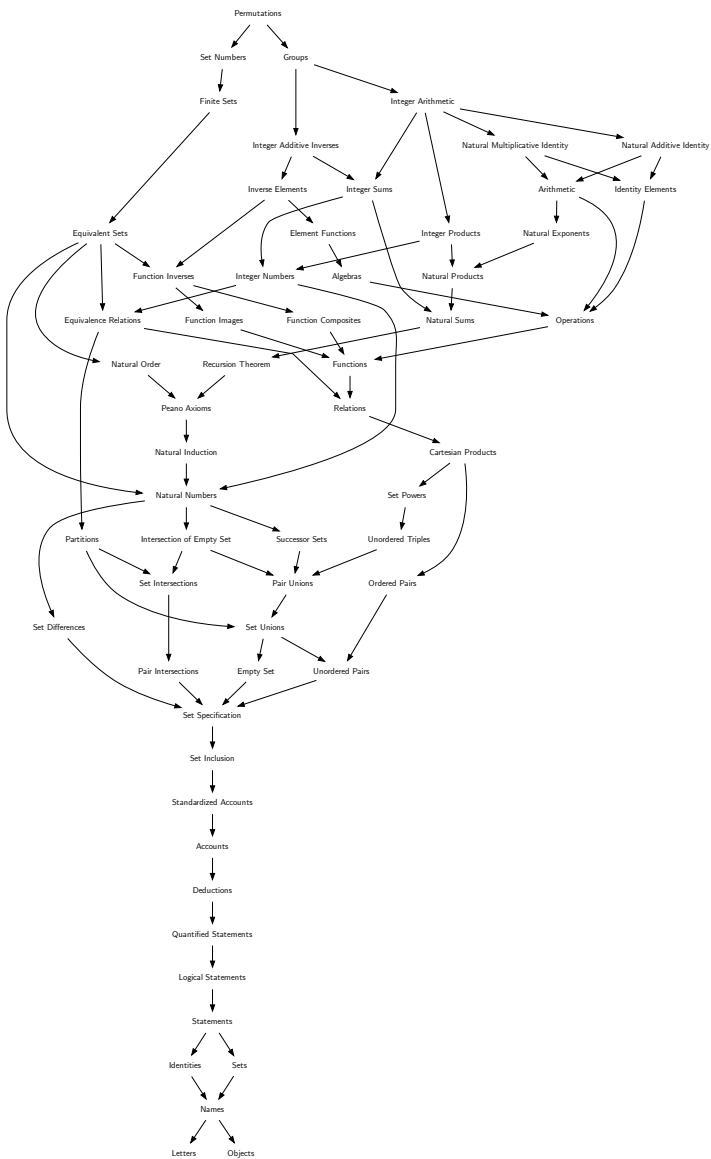 Permutations
Set Numbers
Groups
Finite Sets
Integer Arithmetic
Integer Additive Inverses
Natural Multiplicative Identity
Natural Additive Identity
Inverse Elements
Integer Sums
Arithmetic
Identity Elements
Equivalent Sets
Element Functions
Integer Products
Natural Exponents
Function Inverses
Integer Numbers
Algebras
Natural Products
Equivalence Relations
Function Images
Function Composites
Natural Sums
Operations
Natural Order
Recursion Theorem
Functions
Peano Axioms
Relations
Natural Induction
Cartesian Products
Natural Numbers
Set Powers
Partitions
Intersection of Empty Set
Successor Sets
Unordered Triples
Set Intersections
Pair Unions
Ordered Pairs
Set Differences
Set Unions
Pair Intersections
Empty Set
Unordered Pairs
Set Specification
Set Inclusion
Standardized Accounts
Accounts
Deductions
Quantified Statements
Logical Statements
Statements
Identities
Sets
Names
Letters
Objects